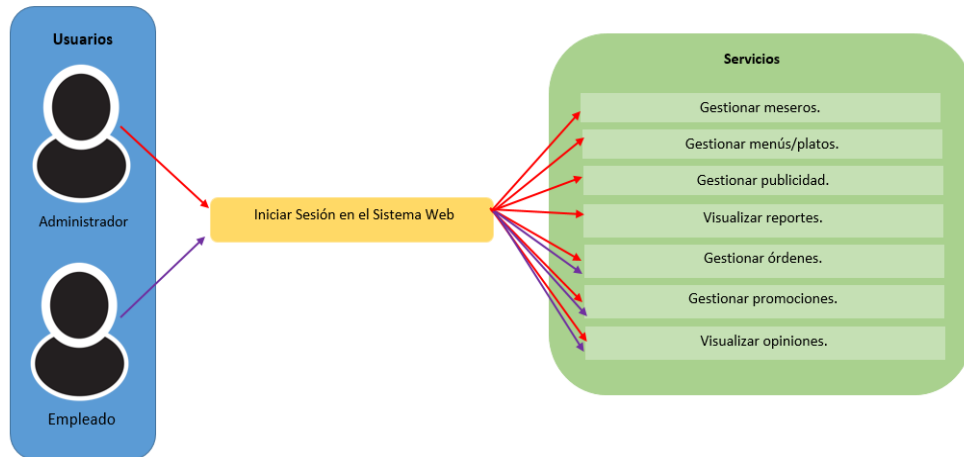 Usuarios
Administrador
Empleado
Iniciar Sesión en el Sistema Web
Servicios
Gestionar meseros.
Gestionar menús/platos.
Gestionar publicidad.
Visualizar reportes.
Gestionar órdenes.
Gestionar promociones.
Visualizar opiniones.